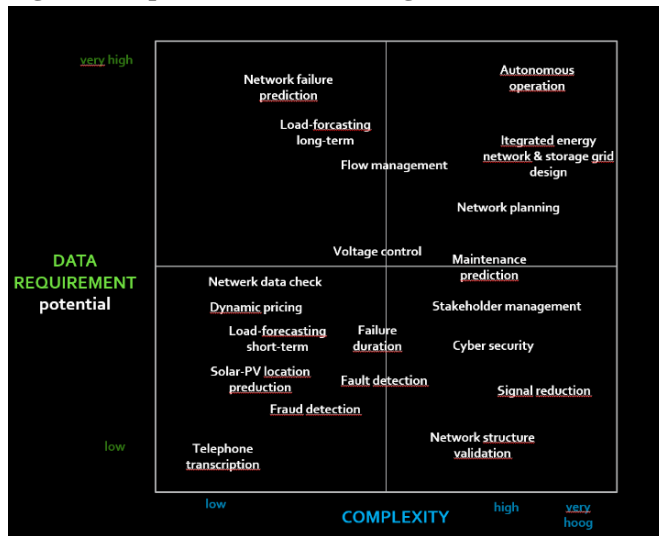 very high
Network failure
prediction
Autonomous
operation
Load-forcasting
long-term
Itegrated energy
network & storage grid
design
Flow management
Network planning
Voltage control
Maintenance
prediction
DATA
REQUIREMENT
potential
Netwerk data check
Dynamic pricing
Stakeholder management
Load-forecasting
short-term
Failure
duration
Cyber security
Solar-PV location
preduction
Fault detection
Signal reduction
Fraud detection
low
Telephone
transcription
Network structure
validation
low
COMPLEXITY
high
very
hoog